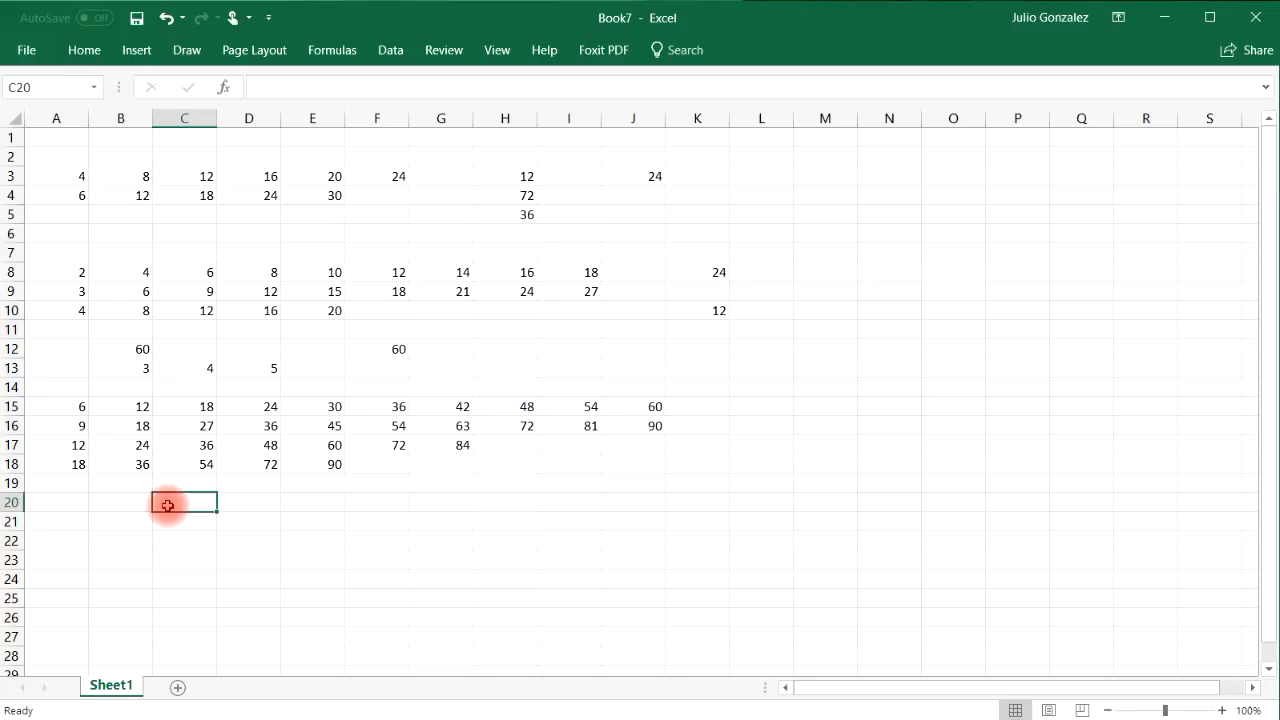 AutoSave Off Book7 - Excel Julio Gonzalez
File Home Insert Draw Page Layout Formulas Data Review View Help Foxit PDF Search Share
C20 fx
A B C D E F G H I J K L M N O P Q R S
1
2
3 4 8 12 16 20 24 12 24
4 6 12 18 24 30 72
5 36
6
7
8 2 4 6 8 10 12 14 16 18 24
9 3 6 9 12 15 18 21 24 27
10 4 8 12 16 20 12
11
12 60 60
13 3 4 5
14
15 6 12 18 24 30 36 42 48 54 60
16 9 18 27 36 45 54 63 72 81 90
17 12 24 36 48 60 72 84
18 18 36 54 72 90
19
20
21
22
23
24
25
26
27
28
29
Sheet1
Ready 100%